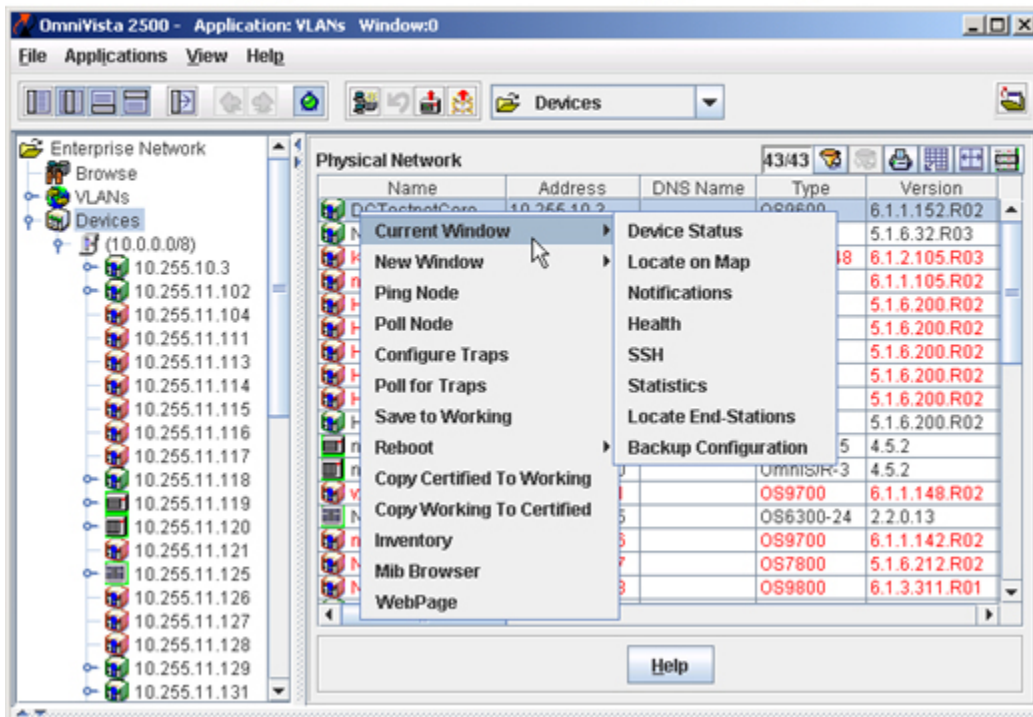 OmniVista 2500 - Application: VLANs Window:0
File Applications View Help
Devices
Enterprise Network
Browse
VLANs
Devices
(10.0.0.0/8)
10.255.10.3
10.255.11.102
10.255.11.104
10.255.11.111
10.255.11.113
10.255.11.114
10.255.11.115
10.255.11.116
10.255.11.117
10.255.11.118
10.255.11.119
10.255.11.120
10.255.11.121
10.255.11.125
10.255.11.126
10.255.11.127
10.255.11.128
10.255.11.129
10.255.11.131
Physical Network 43/43
Name Address DNS Name Type Version
DCTestnetCore 10.255.10.3 OS9600 6.1.1.152.R02
5.1.6.32.R03
48 6.1.2.105.R03
6.1.1.105.R02
5.1.6.200.R02
5.1.6.200.R02
5.1.6.200.R02
5.1.6.200.R02
5.1.6.200.R02
5.1.6.200.R02
5 4.5.2
OmniS/R-3 4.5.2
OS9700 6.1.1.148.R02
OS6300-24 2.2.0.13
OS9700 6.1.1.142.R02
OS7800 5.1.6.212.R02
OS9800 6.1.3.311.R01
Current Window
New Window
Ping Node
Poll Node
Configure Traps
Poll for Traps
Save to Working
Reboot
Copy Certified To Working
Copy Working To Certified
Inventory
Mib Browser
WebPage
Device Status
Locate on Map
Notifications
Health
SSH
Statistics
Locate End-Stations
Backup Configuration
Help